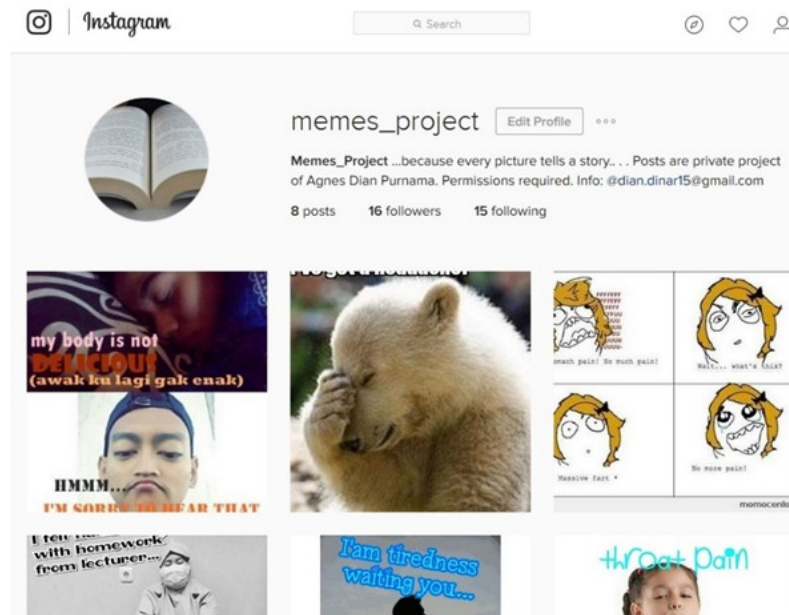 Instagram
Search
memes_project
Edit Profile
Memes_Project ...because every picture tells a story.. . . Posts are private project
of Agnes Dian Purnama. Permissions required. Info: @dian.dinar15@gmail.com
8 posts 16 followers 15 following
my body is not
DELICIOUS
(awak ku lagi gak enak)
HMMM...
I'M SORRY TO HEAR THAT
I've got a headache!
pain! So much pain!
Wait... what's this?
Massive fart *
No more pain!
with homework
from lecturer...
I'am tiredness
waiting you...
throat pain